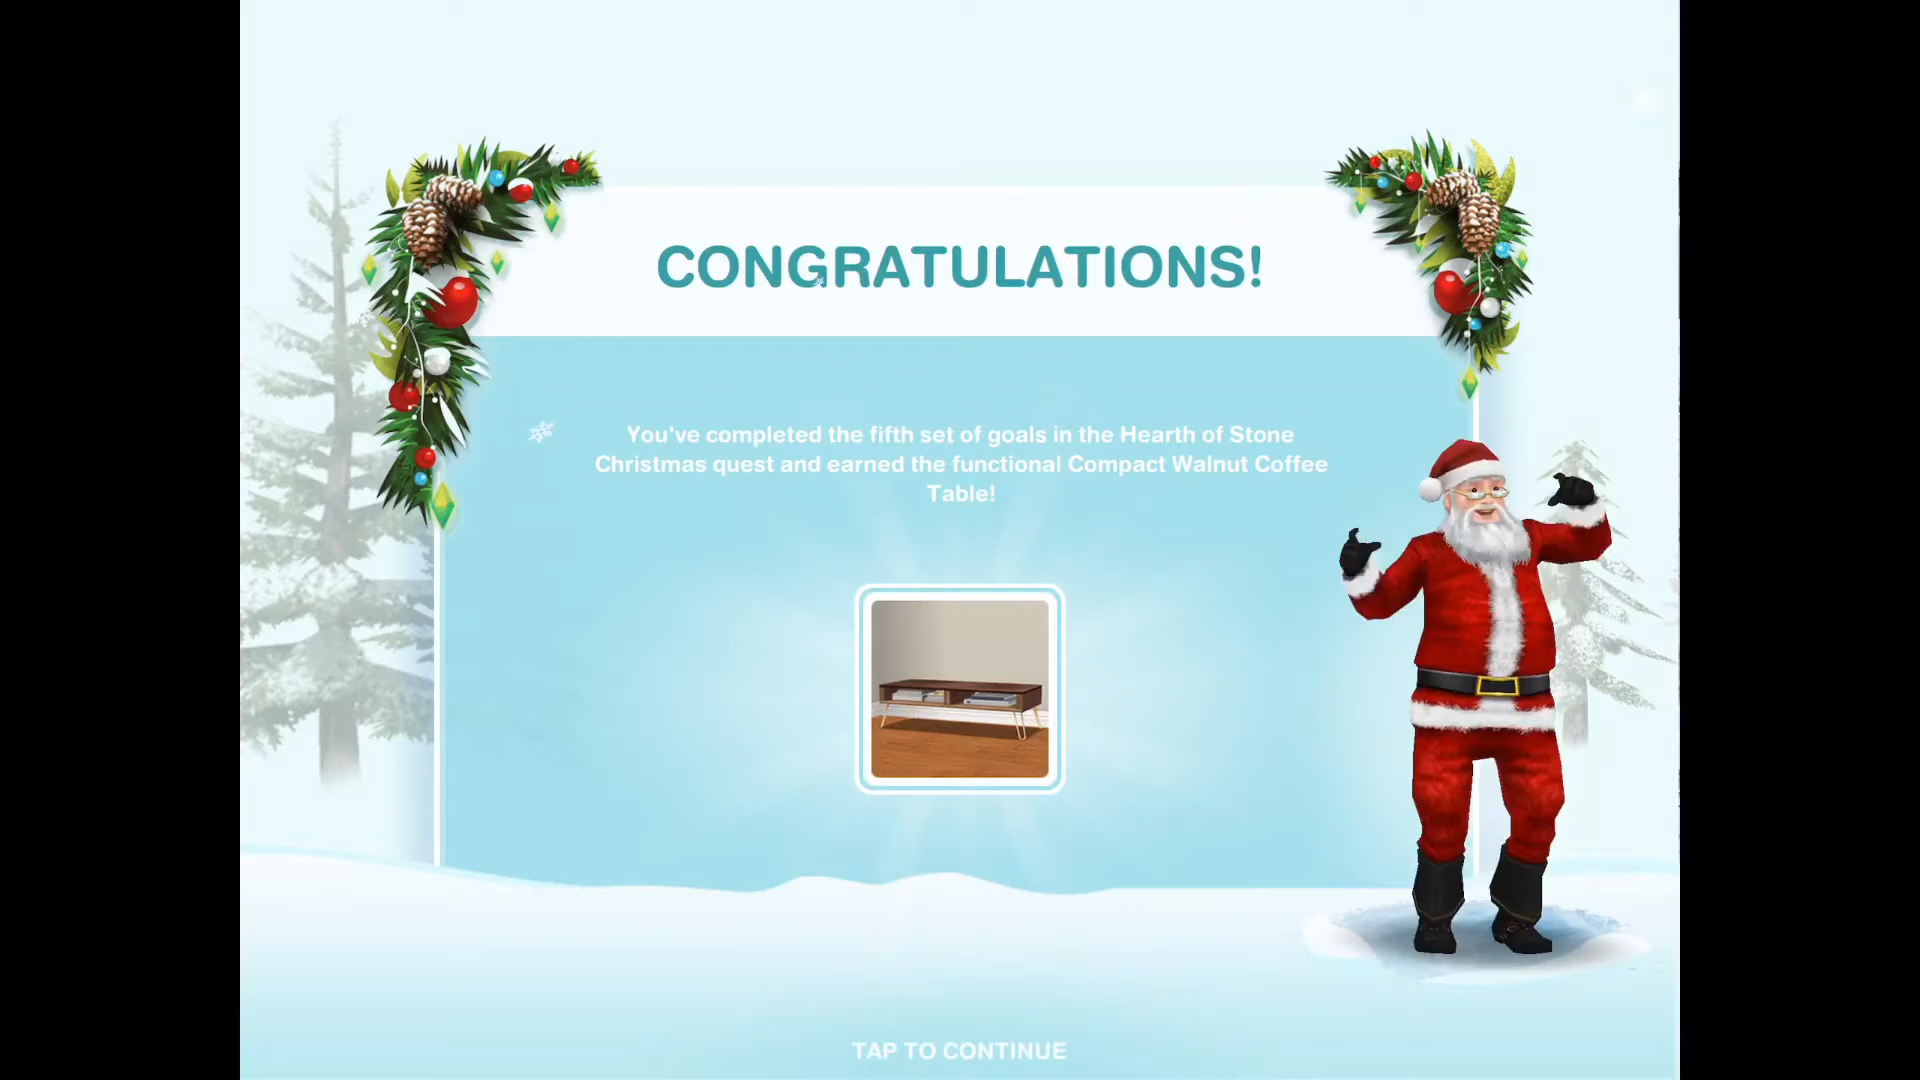 CONGRATULATIONS!
You've completed the fifth set of goals in the Hearth of Stone
Christmas quest and earned the functional Compact Walnut Coffee
Table!
TAP TO CONTINUE